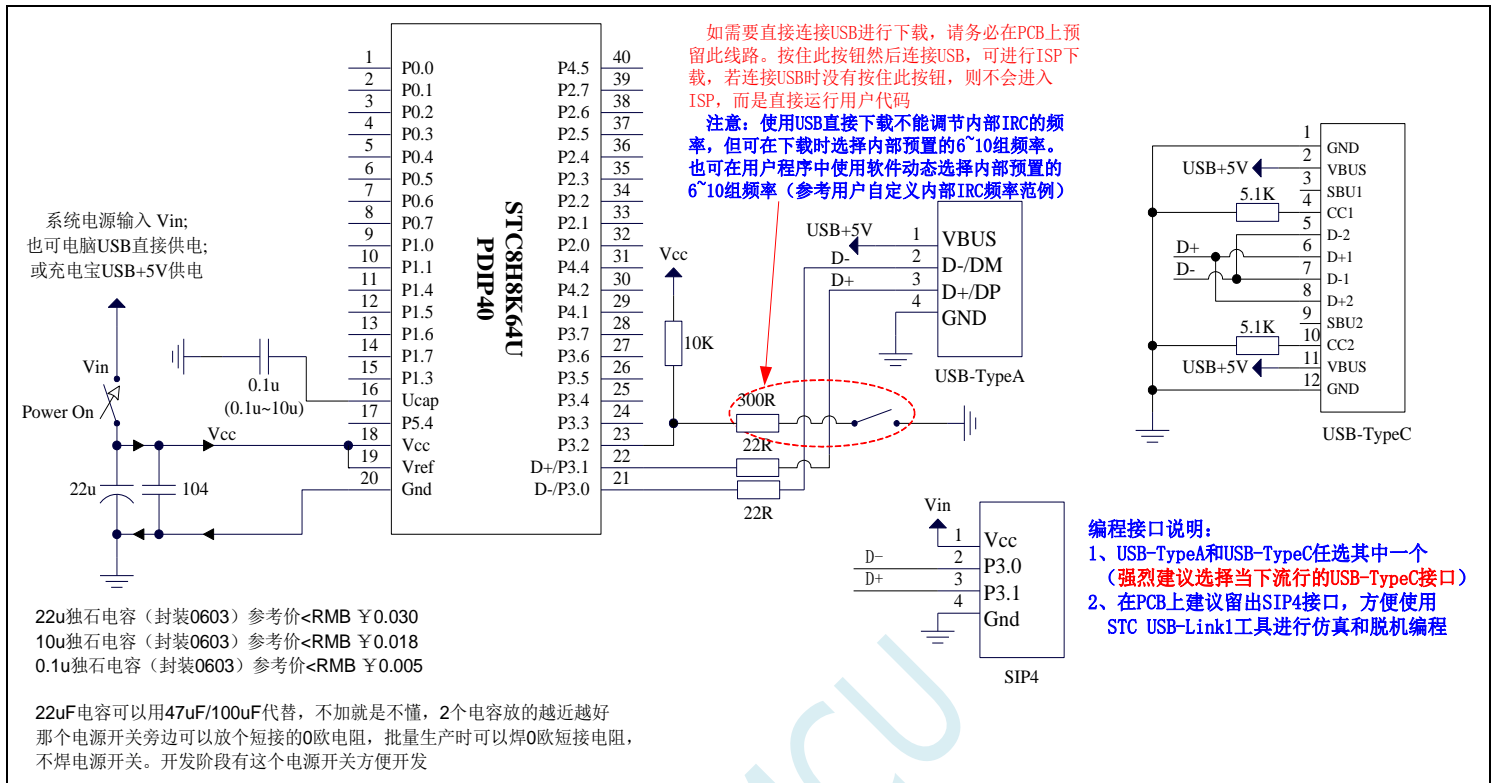 如需要直接连接USB进行下载，请务必在PCB上预
留此线路。按住此按钮然后连接USB，可进行ISP下
载，若连接USB时没有按住此按钮，则不会进入
ISP，而是直接运行用户代码
注意：使用USB直接下载不能调节内部IRC的频
率，但可在下载时选择内部预置的6~10组频率。
也可在用户程序中使用软件动态选择内部预置的
6~10组频率（参考用户自定义内部IRC频率范例）
系统电源输入 Vin;
也可电脑USB直接供电;
或充电宝USB+5V供电
Vin
Power On
Vcc
22u
104
0.1u
(0.1u~10u)
STC8H8K64U
PDIP40
1 P0.0
2 P0.1
3 P0.2
4 P0.3
5 P0.4
6 P0.5
7 P0.6
8 P0.7
9 P1.0
10 P1.1
11 P1.4
12 P1.5
13 P1.6
14 P1.7
15 P1.3
16 Ucap
17 P5.4
18 Vcc
19 Vref
20 Gnd
P4.5 40
P2.7 39
P2.6 38
P2.5 37
P2.4 36
P2.3 35
P2.2 34
P2.1 33
P2.0 32
P4.4 31
P4.2 30
P4.1 29
P3.7 28
P3.6 27
P3.5 26
P3.4 25
P3.3 24
P3.2 23
D+/P3.1 22
D-/P3.0 21
Vcc
10K
300R
22R
22R
USB+5V
D-
D+
1 VBUS
2 D-/DM
3 D+/DP
4 GND
USB-TypeA
USB+5V
5.1K
D+
D-
5.1K
USB+5V
1 GND
2 VBUS
3 SBU1
4 CC1
5 D-2
6 D+1
7 D-1
8 D+2
9 SBU2
10 CC2
11 VBUS
12 GND
USB-TypeC
Vin
D-
D+
1 Vcc
2 P3.0
3 P3.1
4 Gnd
SIP4
编程接口说明：
1、USB-TypeA和USB-TypeC任选其中一个
（强烈建议选择当下流行的USB-TypeC接口）
2、在PCB上建议留出SIP4接口，方便使用
STC USB-Link1工具进行仿真和脱机编程
22u独石电容（封装0603）参考价<RMB ￥0.030
10u独石电容（封装0603）参考价<RMB ￥0.018
0.1u独石电容（封装0603）参考价<RMB ￥0.005
22uF电容可以用47uF/100uF代替，不加就是不懂，2个电容放的越近越好
那个电源开关旁边可以放个短接的0欧电阻，批量生产时可以焊0欧短接电阻，
不焊电源开关。开发阶段有这个电源开关方便开发